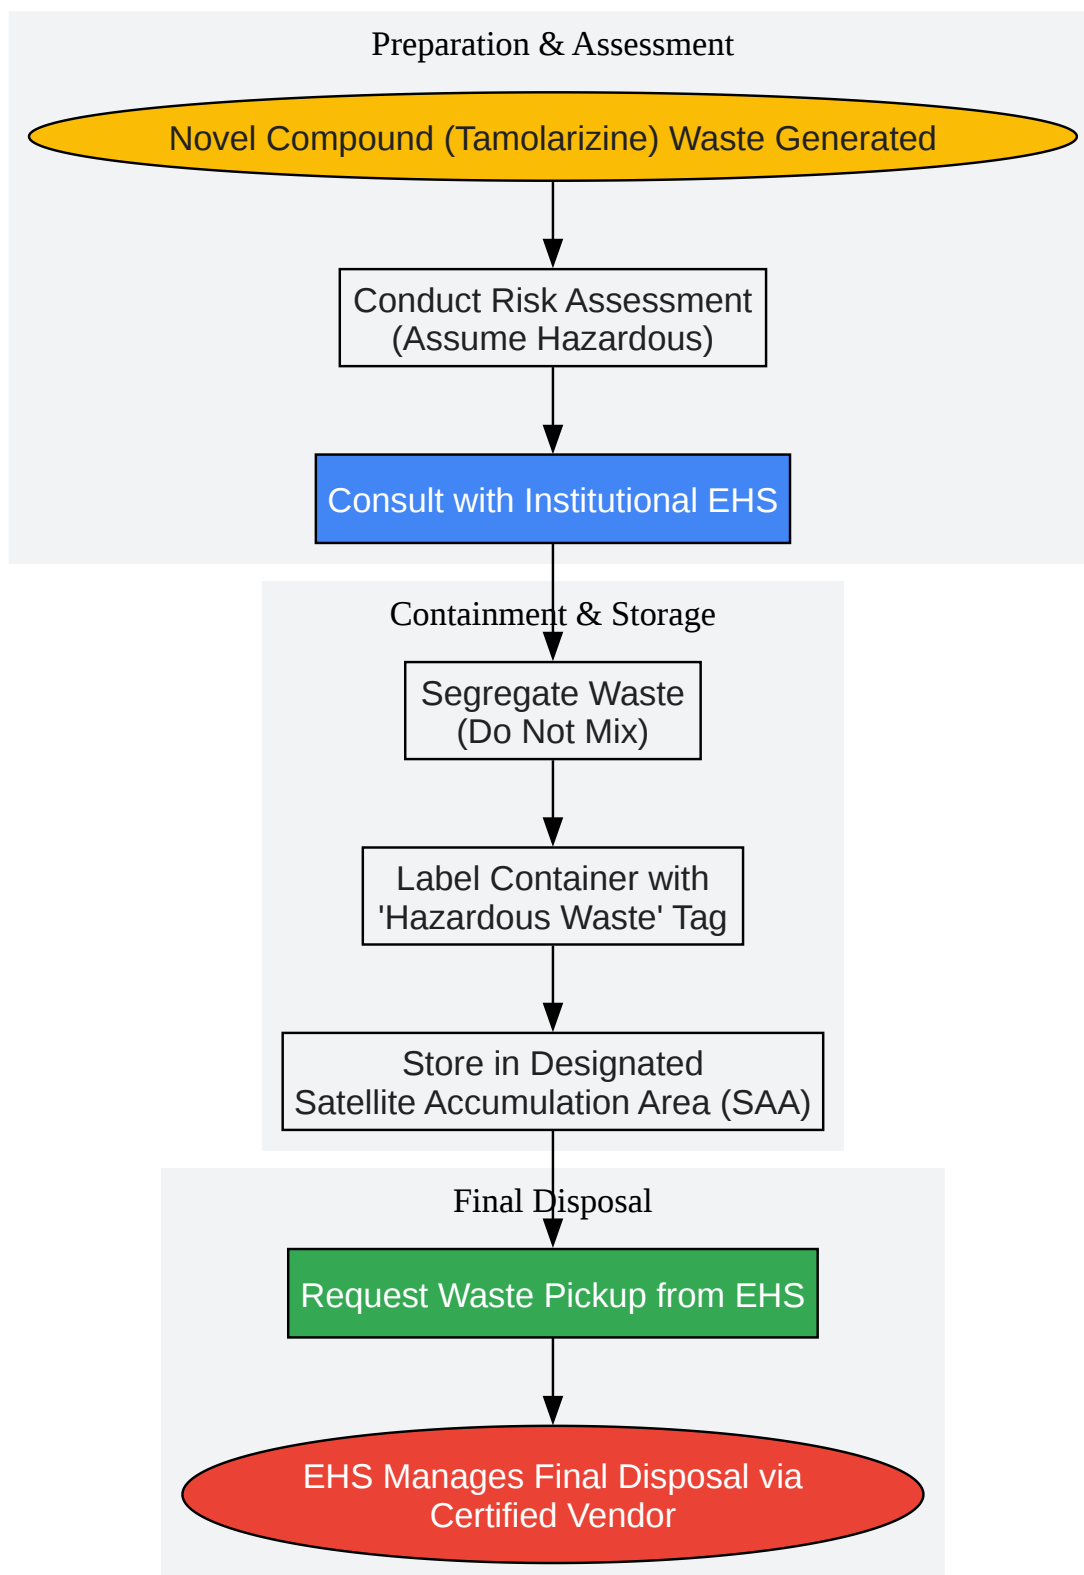 Preparation & Assessment
Novel Compound (Tamolarizine) Waste Generated
Conduct Risk Assessment
(Assume Hazardous)
Consult with Institutional EHS
Containment & Storage
Segregate Waste
(Do Not Mix)
Label Container with
'Hazardous Waste' Tag
Store in Designated
Satellite Accumulation Area (SAA)
Final Disposal
Request Waste Pickup from EHS
EHS Manages Final Disposal via
Certified Vendor